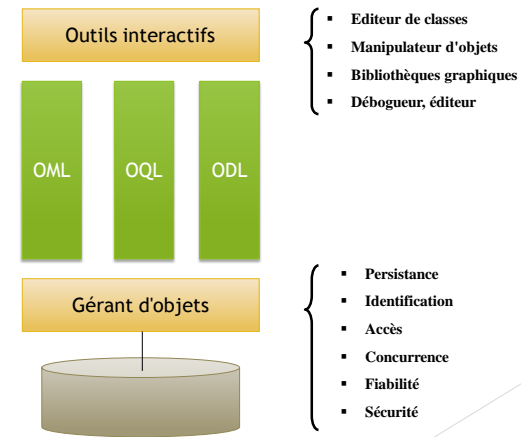 Outils interactifs
▪ Editeur de classes
▪ Manipulateur d'objets
▪ Bibliothèques graphiques
▪ Débogueur, éditeur
OML
OQL
ODL
Gérant d'objets
▪ Persistance
▪ Identification
▪ Accès
▪ Concurrence
▪ Fiabilité
▪ Sécurité